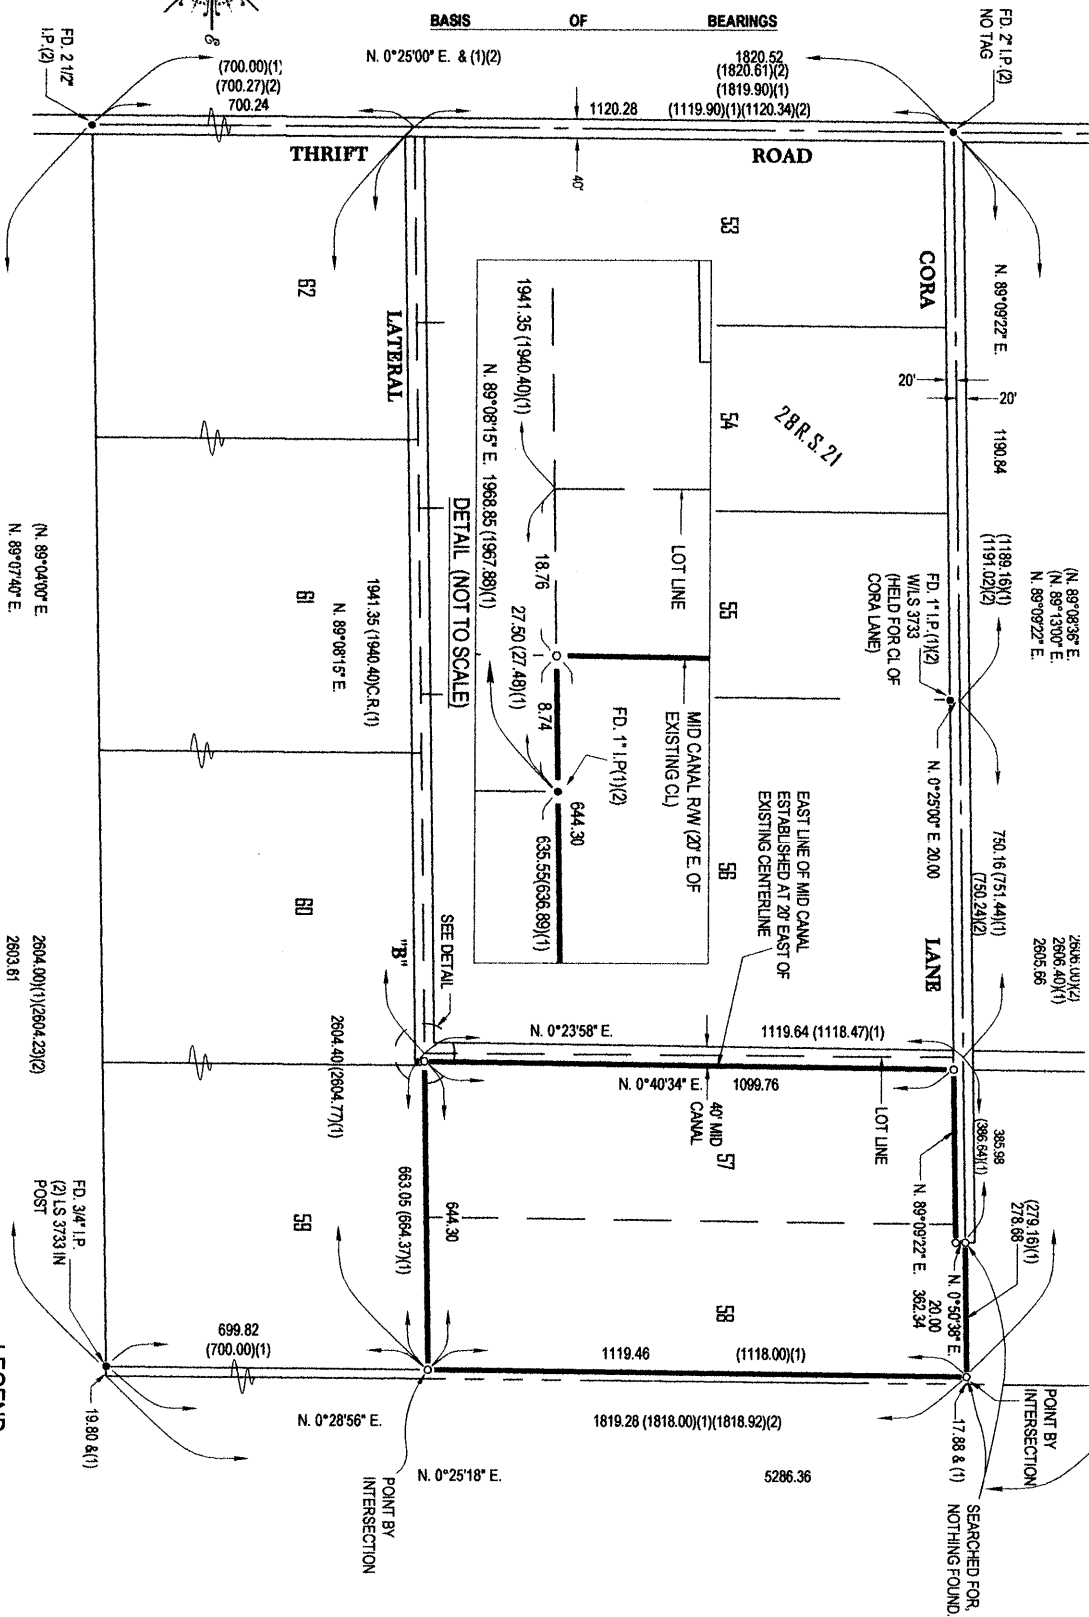 BASIS OF BEARINGS
N. 0°25'00" E. & (1)(2)
FD. 2 1/2"
I.P.(2)
(700.00)(1)
(700.27)(2)
700.24
1820.52
(1820.61)(2)
(1819.90)(1)
1120.28 (1119.90)(1)(1120.34)(2)
FD. 2" I.P.(2)
NO TAG
THRIFT ROAD
40'
53
62
CORA
N. 89°09'22" E.
20'
20'
1190.84
LATERAL
54
28 R.S. 21
1941.35 (1940.40)(1)
N. 89°08'15" E. 1968.85 (1967.88)(1)
DETAIL (NOT TO SCALE)
LOT LINE
18.76
27.50 (27.48)(1)
8.74
FD. 1" I.P(1)(2)
644.30
635.55(636.89)(1)
MID CANAL R/W (20' E. OF
EXISTING CL)
55
61
1941.35 (1940.40)C.R.(1)
N. 89°08'15" E.
(N. 89°04'00" E.
N. 89°07'40" E.
(1189.16)(1)
(1191.02)(2)
(N. 89°08'36" E.
(N. 89°13'00" E.
N. 89°09'22" E.
FD. 1" I.P.(1)(2)
W/LS 3733
(HELD FOR CL OF
CORA LANE)
N. 0°25'00" E. 20.00
750.16 (751.44)(1)
(750.24)(2)
EAST LINE OF MID CANAL
ESTABLISHED AT 20' EAST OF
EXISTING CENTERLINE
56
60
LANE
2606.00)(2)
2606.40)(1)
2605.66
"B"
SEE DETAIL
N. 0°23'58" E. 1119.64 (1118.47)(1)
N. 0°40'34" E. 1099.76
40' MID
CANAL
LOT LINE
57
2604.00)(1)(2604.23)(2)
2603.61
2604.40)(2604.77)(1)
385.98
(386.64)(1)
N. 89°09'22" E. 362.34
N. 0°50'38" E.
20.00
(279.16)(1)
278.68
663.05 (664.37)(1)
644.30
59
58
FD. 3/4" I.P.
(2) LS 3733 IN
POST
699.82
(700.00)(1)
1119.46 (1118.00)(1)
19.80 &(1)
N. 0°28'56" E. 1819.28 (1818.00)(1)(1818.92)(2)
17.88 & (1)
POINT BY
INTERSECTION
POINT BY
INTERSECTION
N. 0°25'18" E. 5286.36
SEARCHED FOR,
NOTHING FOUND.
LEGEND